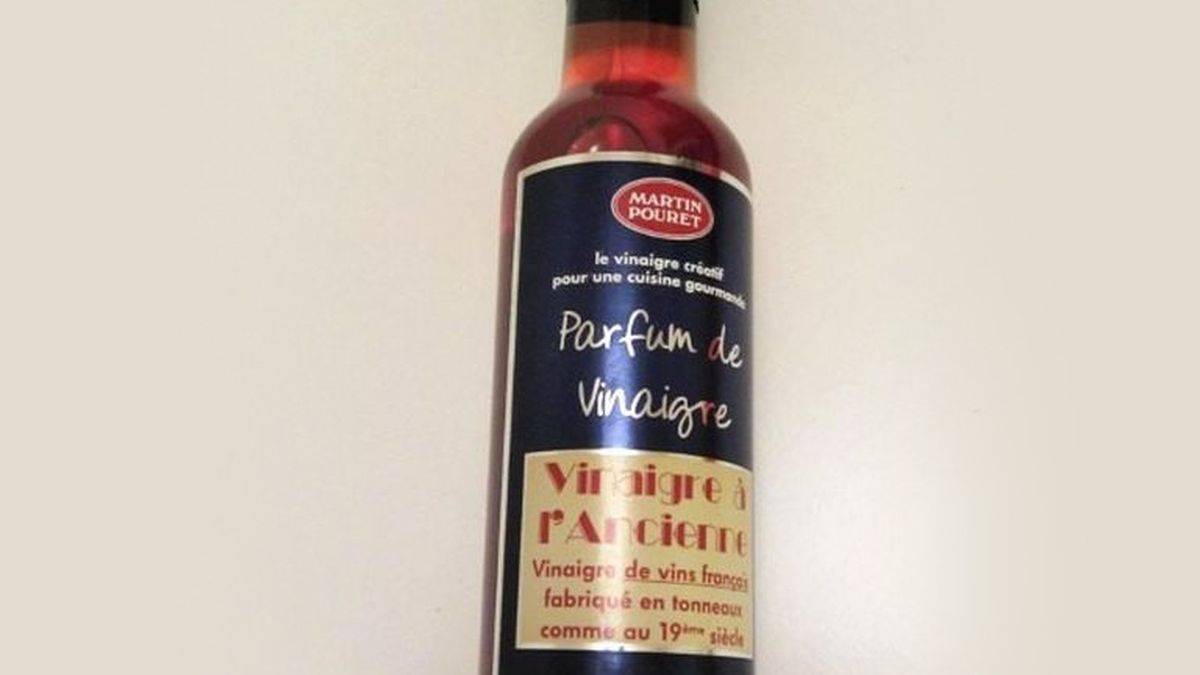 MARTIN
POURET
le vinaigre créatif
pour une cuisine gourmande
Parfum de
Vinaigre
Vinaigre à
l'Ancienne
Vinaigre de vins français
fabriqué en tonneaux
comme au 19ème siècle